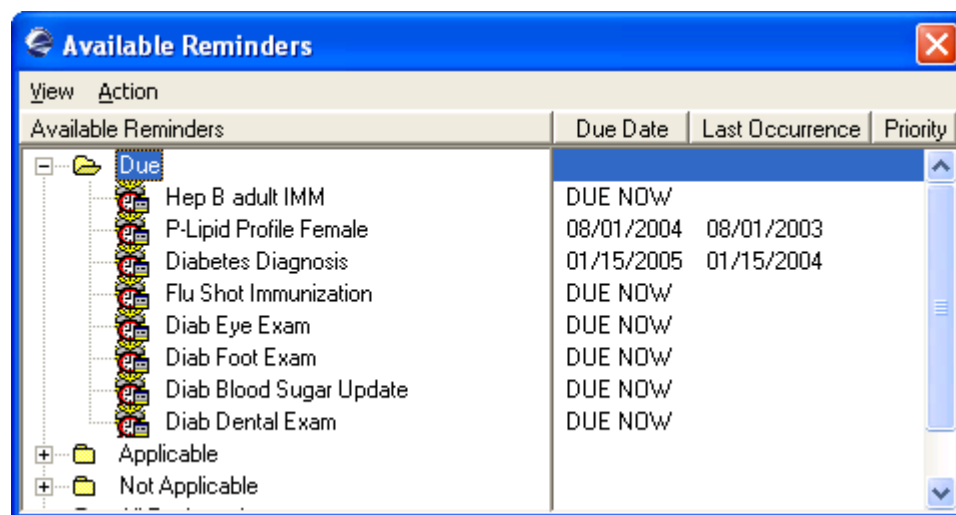 Available Reminders
View Action
Available Reminders Due Date Last Occurrence Priority
Due
Hep B adult IMM DUE NOW
P-Lipid Profile Female 08/01/2004 08/01/2003
Diabetes Diagnosis 01/15/2005 01/15/2004
Flu Shot Immunization DUE NOW
Diab Eye Exam DUE NOW
Diab Foot Exam DUE NOW
Diab Blood Sugar Update DUE NOW
Diab Dental Exam DUE NOW
Applicable
Not Applicable